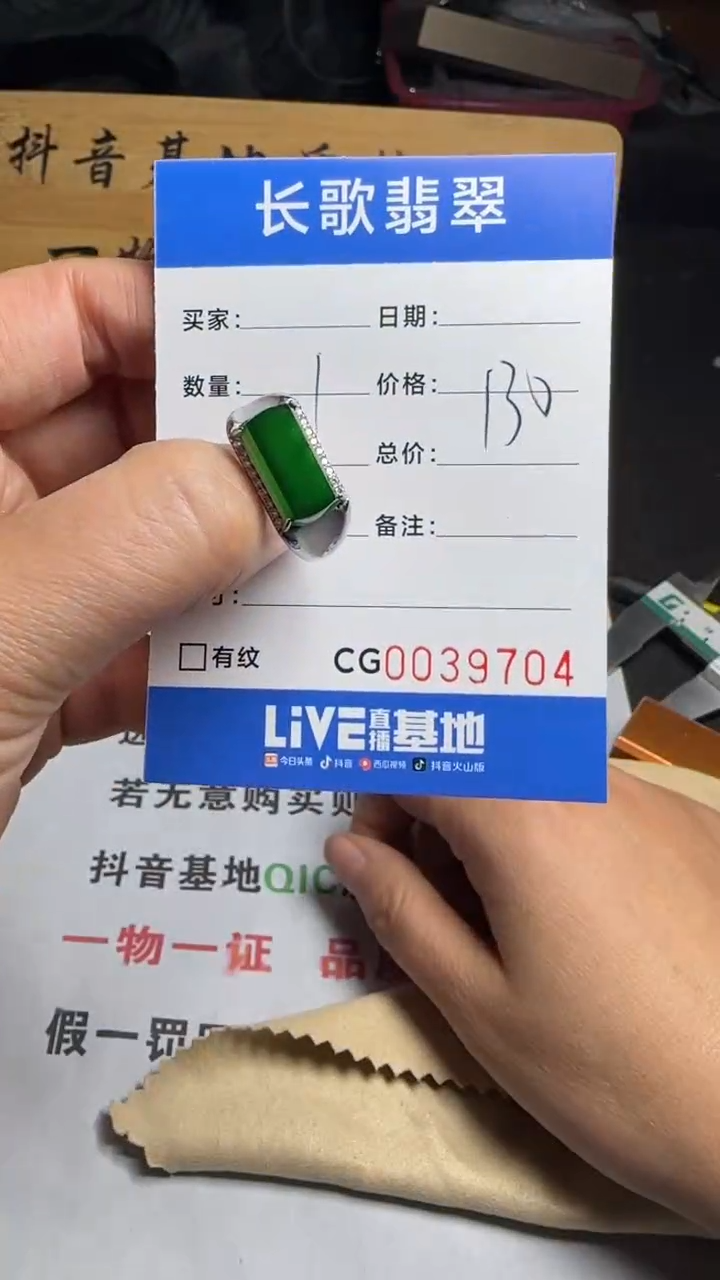 抖音基地
长歌翡翠
买家: 日期:
数量: 1 价格: 130
总价:
备注:
有纹 CG0039704
LiVE直播基地
今日头条 抖音 西瓜视频 抖音火山版
若无意购买则
抖音基地QIC
一物一证 品
假一罚